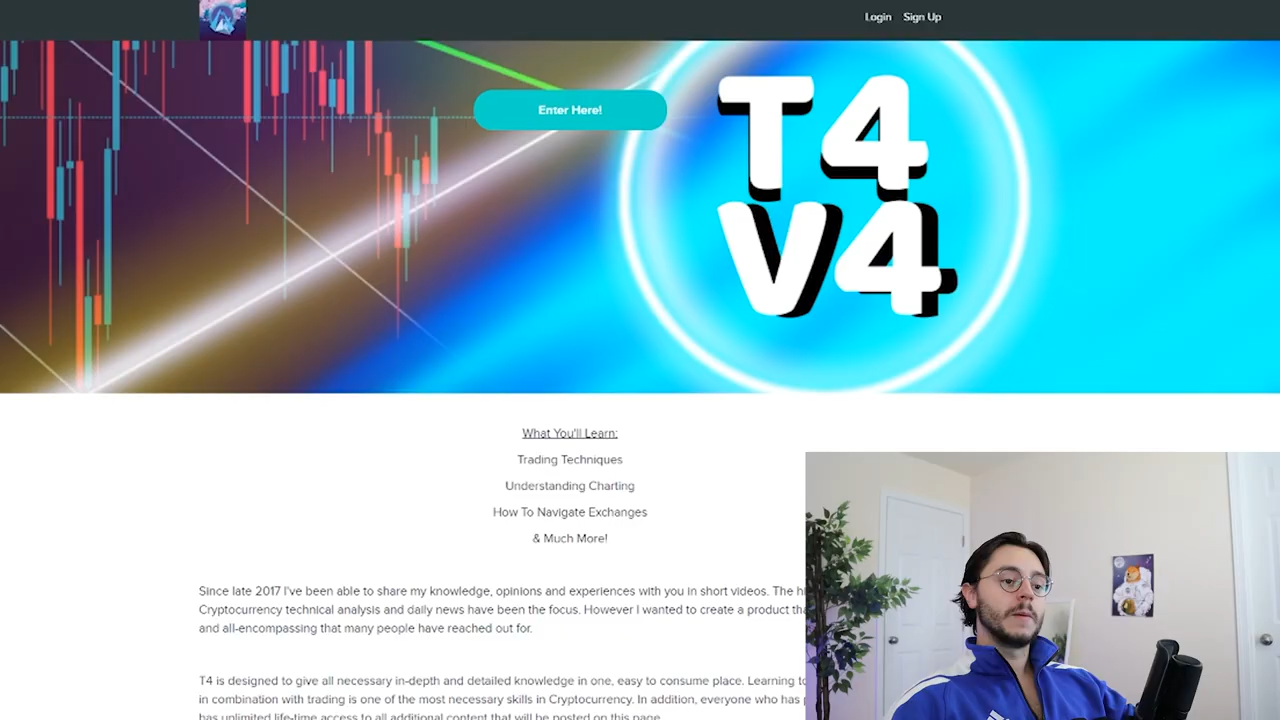 Login Sign Up
Enter Here!
T4
V4
What You'll Learn:
Trading Techniques
Understanding Charting
How To Navigate Exchanges
& Much More!
Since late 2017 I've been able to share my knowledge, opinions and experiences with you in short videos. The
Cryptocurrency technical analysis and daily news have been the focus. However I wanted to create a product
and all-encompassing that many people have reached out for.
T4 is designed to give all necessary in-depth and detailed knowledge in one, easy to consume place. Learning
in combination with trading is one of the most necessary skills in Cryptocurrency. In addition, everyone who has
has unlimited life-time access to all additional content that will be posted on this page.